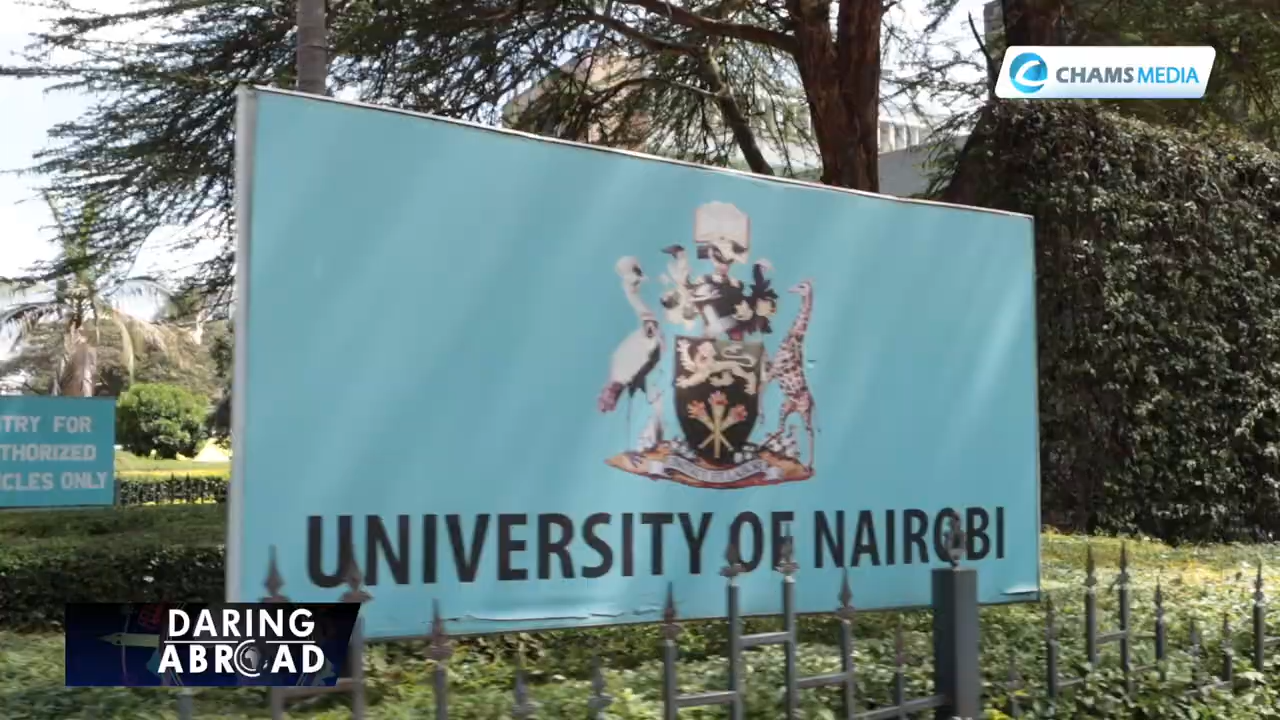 CHAMS MEDIA
TRY FOR
THORIZED
CLES ONLY
UNIVERSITY OF NAIROBI
DARING
ABROAD